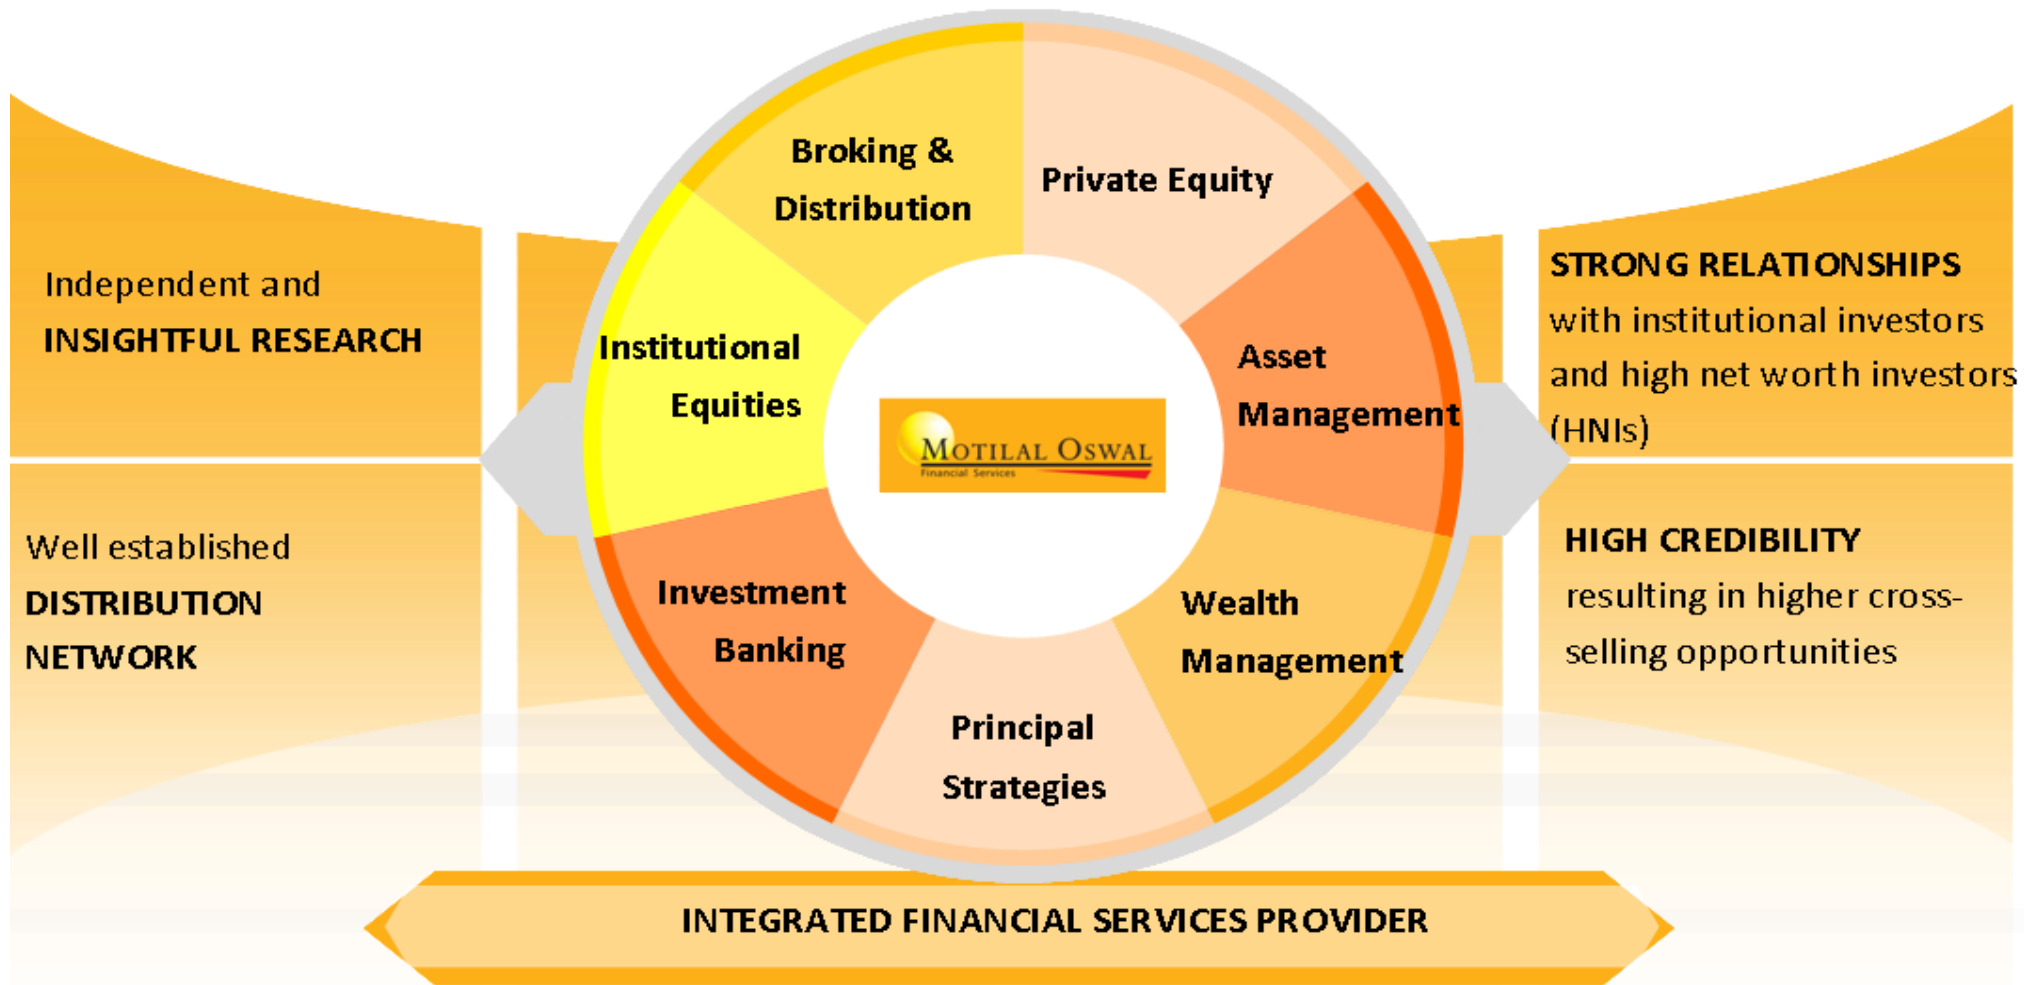 Broking &
Distribution
Private Equity
Independent and
INSIGHTFUL RESEARCH
Institutional
Equities
Asset
Management
STRONG RELATIONSHIPS
with institutional investors
and high net worth investors
(HNIs)
MOTILAL OSWAL
Financial Services
Well established
DISTRIBUTION
NETWORK
Investment
Banking
Principal
Strategies
Wealth
Management
HIGH CREDIBILITY
resulting in higher cross-
selling opportunities
INTEGRATED FINANCIAL SERVICES PROVIDER